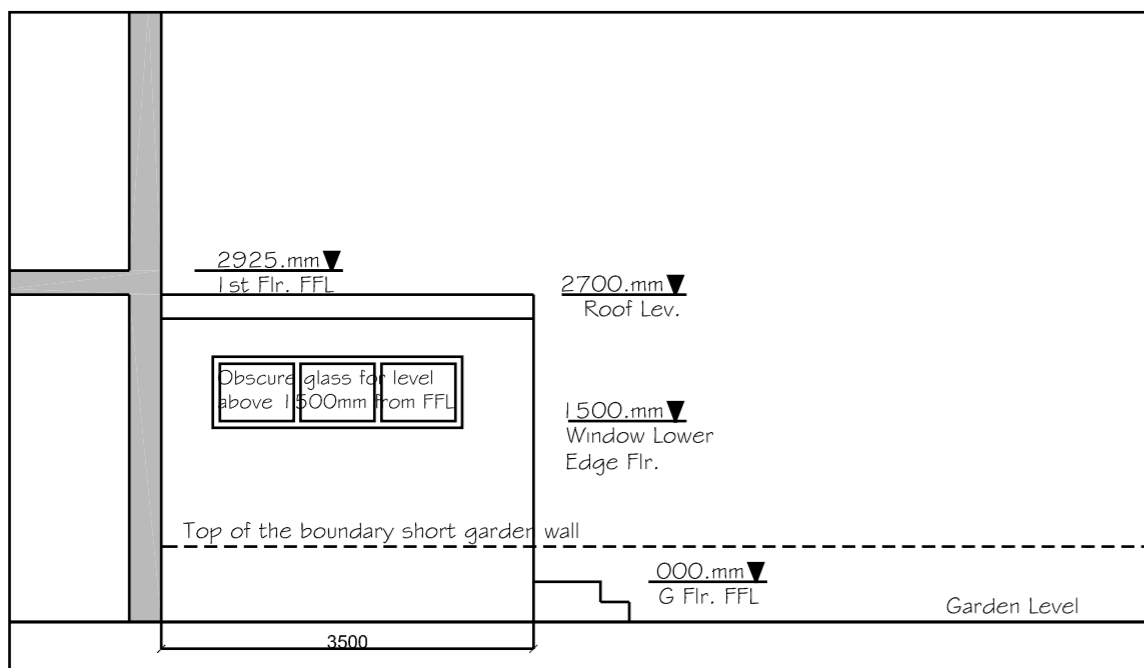 2925.mm
1st Flr. FFL
2700.mm
Roof Lev.
Obscure glass for level
above 1500mm from FFL
1500.mm
Window Lower
Edge Flr.
Top of the boundary short garden wall
000.mm
G Flr. FFL
Garden Level
3500